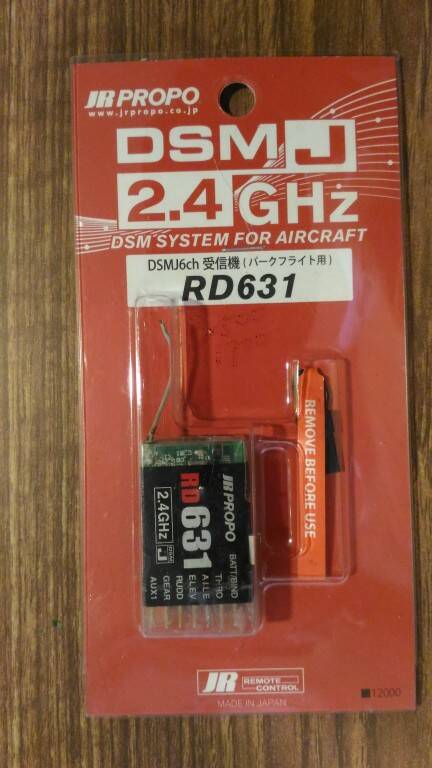 JR PROPO
www.jrpropo.co.jp
DSMJ
2.4GHz
DSM SYSTEM FOR AIRCRAFT
DSMJ6ch 受信機 (パークフライト用)
RD631
REMOVE BEFORE USE
JR PROPO
RD631
2.4GHz DSM J
BATT/BIND
THRO
AILE
ELEV
RUDD
GEAR
AUX1
JR REMOTE CONTROL
MADE IN JAPAN
■12000